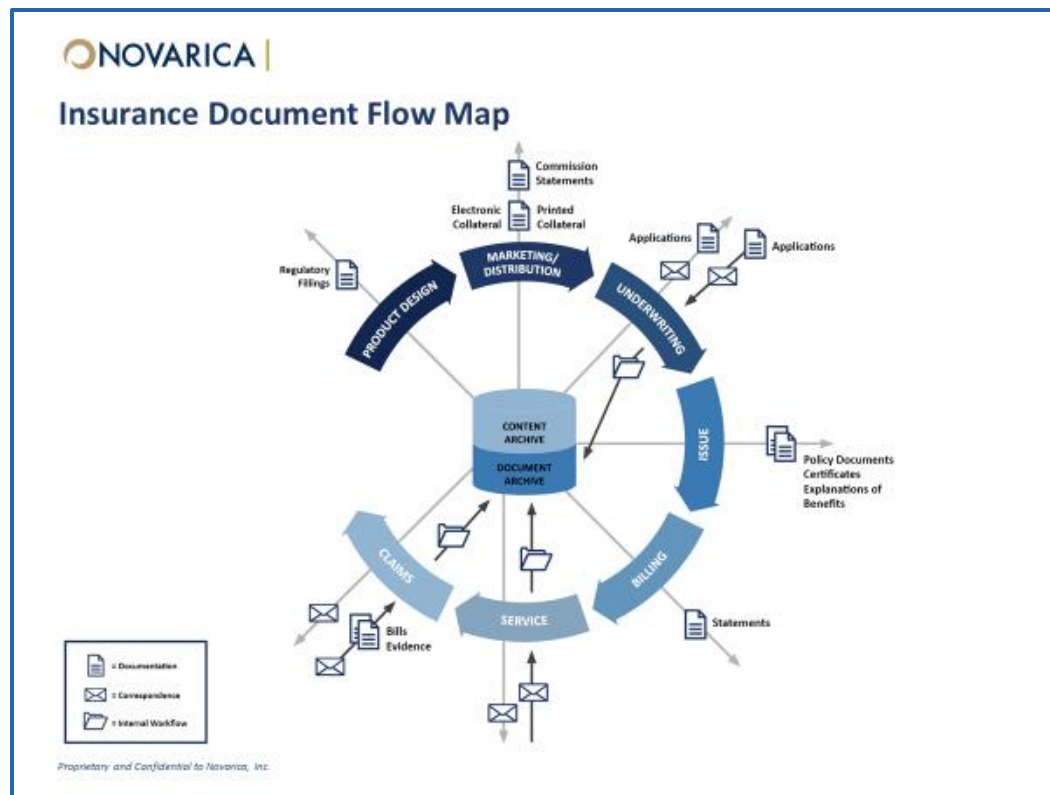 NOVARICA
Insurance Document Flow Map
Commission
Statements
Electronic
Collateral
Printed
Collateral
Applications
Applications
Regulatory
Fillings
PRODUCT DESIGN
MARKETING/
DISTRIBUTION
UNDERWRITING
CONTENT
ARCHIVE
DOCUMENT
ARCHIVE
ISSUE
Policy Documents
Certificates
Explanations of
Benefits
BILLING
Statements
SERVICE
CLAIMS
Bills
Evidence
= Documentation
= Correspondence
= Internal Workflow
Proprietary and Confidential to Novarica, Inc.